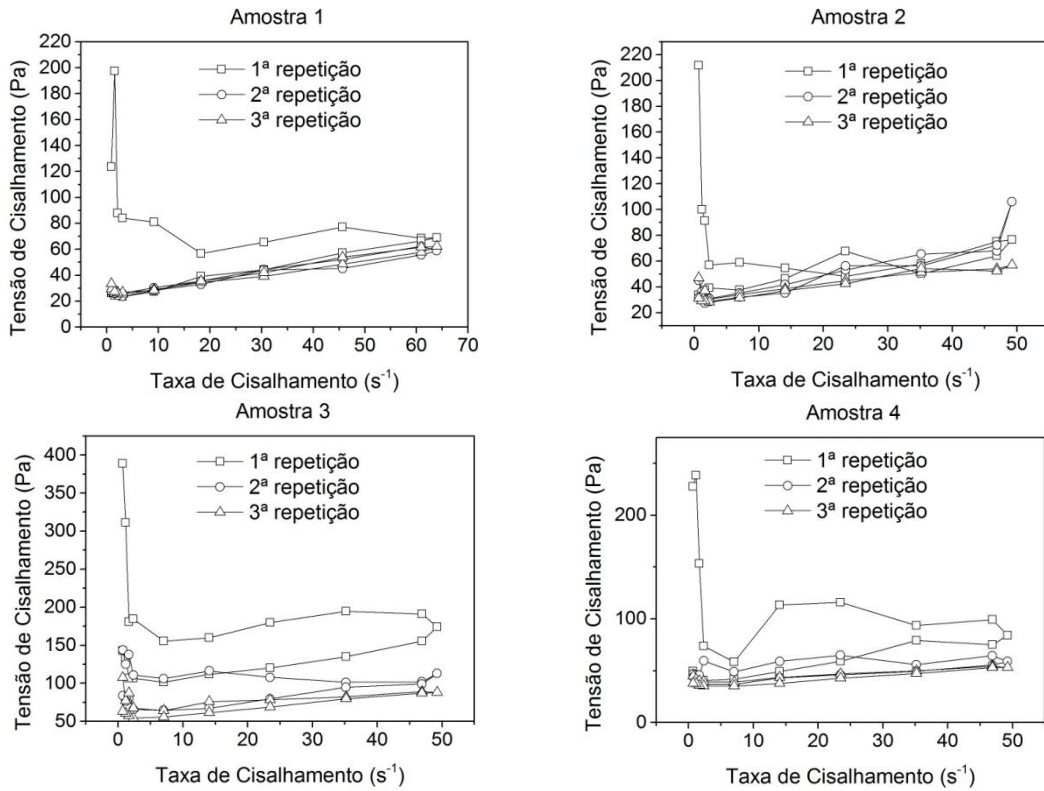 Amostra 1
220
200
180
160
140
120
100
80
60
40
20
0
Tensão de Cisalhamento (Pa)
1ª repetição
2ª repetição
3ª repetição
0 10 20 30 40 50 60 70
Taxa de Cisalhamento (s⁻¹)
Amostra 2
220
200
180
160
140
120
100
80
60
40
20
Tensão de Cisalhamento (Pa)
1ª repetição
2ª repetição
3ª repetição
0 10 20 30 40 50
Taxa de Cisalhamento (s⁻¹)
Amostra 3
400
350
300
250
200
150
100
50
Tensão de Cisalhamento (Pa)
1ª repetição
2ª repetição
3ª repetição
0 10 20 30 40 50
Taxa de Cisalhamento (s⁻¹)
Amostra 4
200
100
0
Tensão de Cisalhamento (Pa)
1ª repetição
2ª repetição
3ª repetição
0 10 20 30 40 50
Taxa de Cisalhamento (s⁻¹)